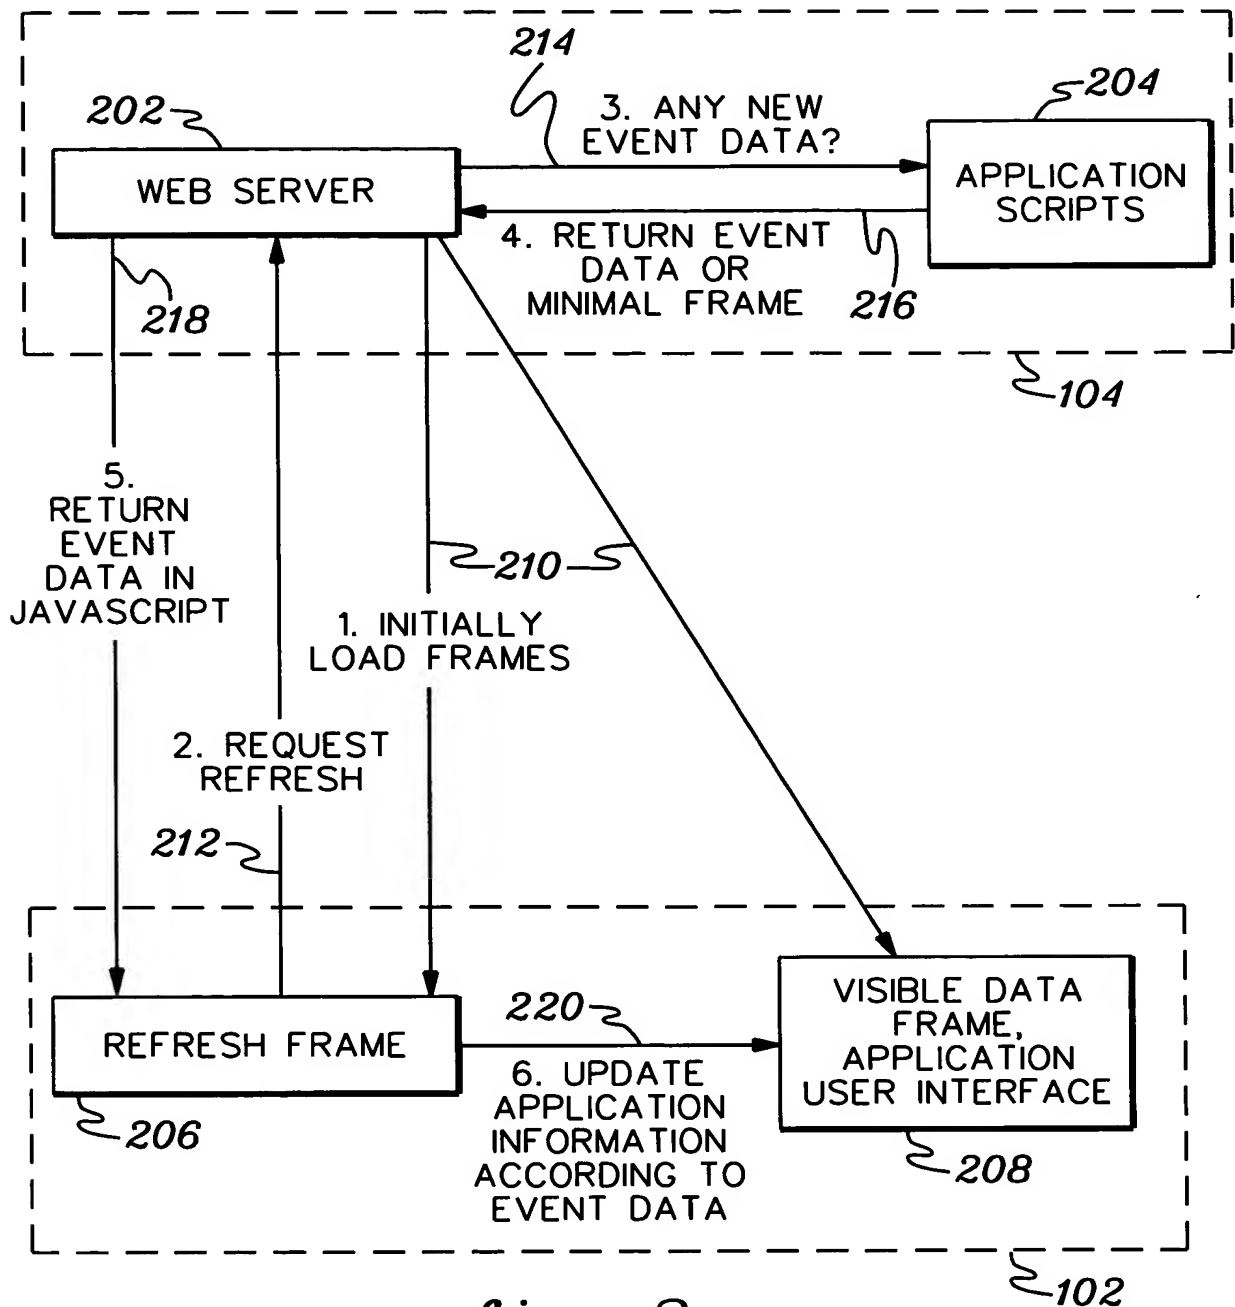 214
202
3. ANY NEW
EVENT DATA?
204
WEB SERVER
APPLICATION
SCRIPTS
4. RETURN EVENT
DATA OR
MINIMAL FRAME
216
218
104
5.
RETURN
EVENT
DATA IN
JAVASCRIPT
210
1. INITIALLY
LOAD FRAMES
2. REQUEST
REFRESH
212
REFRESH FRAME
206
220
6. UPDATE
APPLICATION
INFORMATION
ACCORDING TO
EVENT DATA
VISIBLE DATA
FRAME,
APPLICATION
USER INTERFACE
208
102